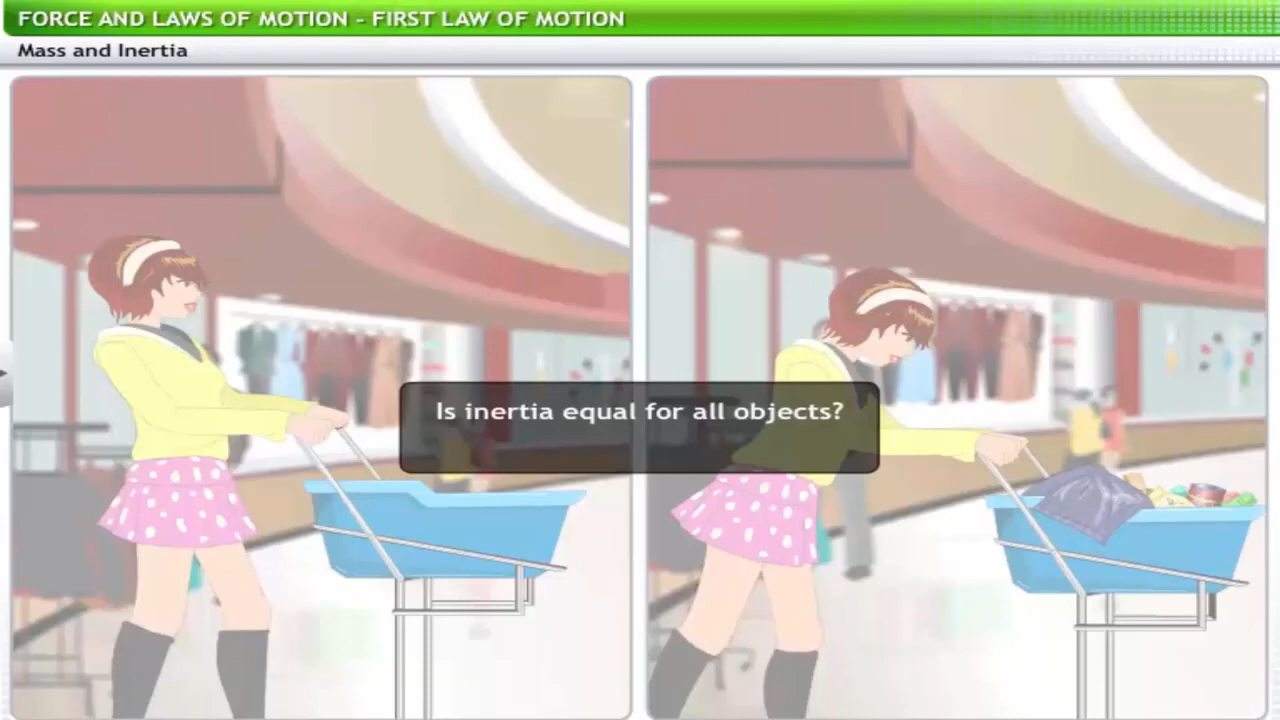 FORCE AND LAWS OF MOTION - FIRST LAW OF MOTION
Mass and Inertia
Is inertia equal for all objects?